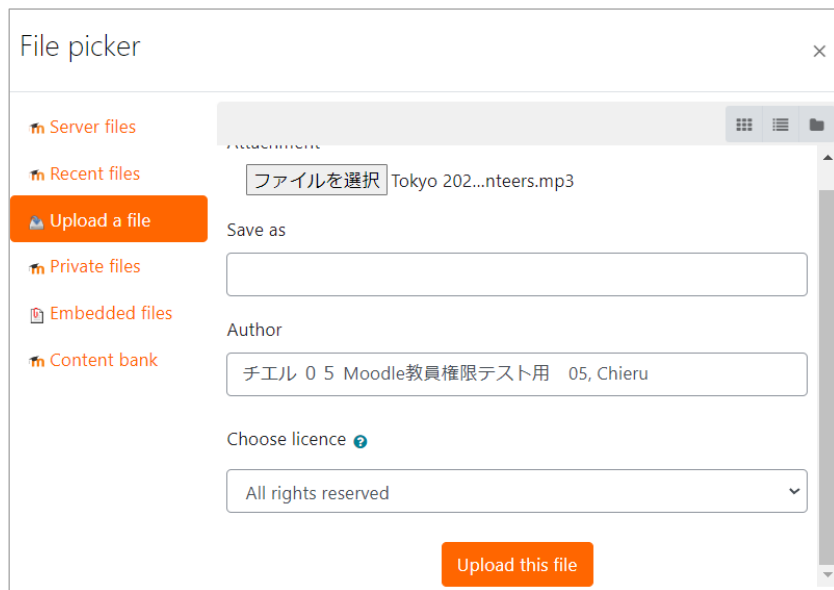 File picker
×
Server files
Recent files
Upload a file
Private files
Embedded files
Content bank
Attachment
ファイルを選択 Tokyo 202...nteers.mp3
Save as
Author
チエル ０５ Moodle教員権限テスト用　05, Chieru
Choose licence
All rights reserved
Upload this file